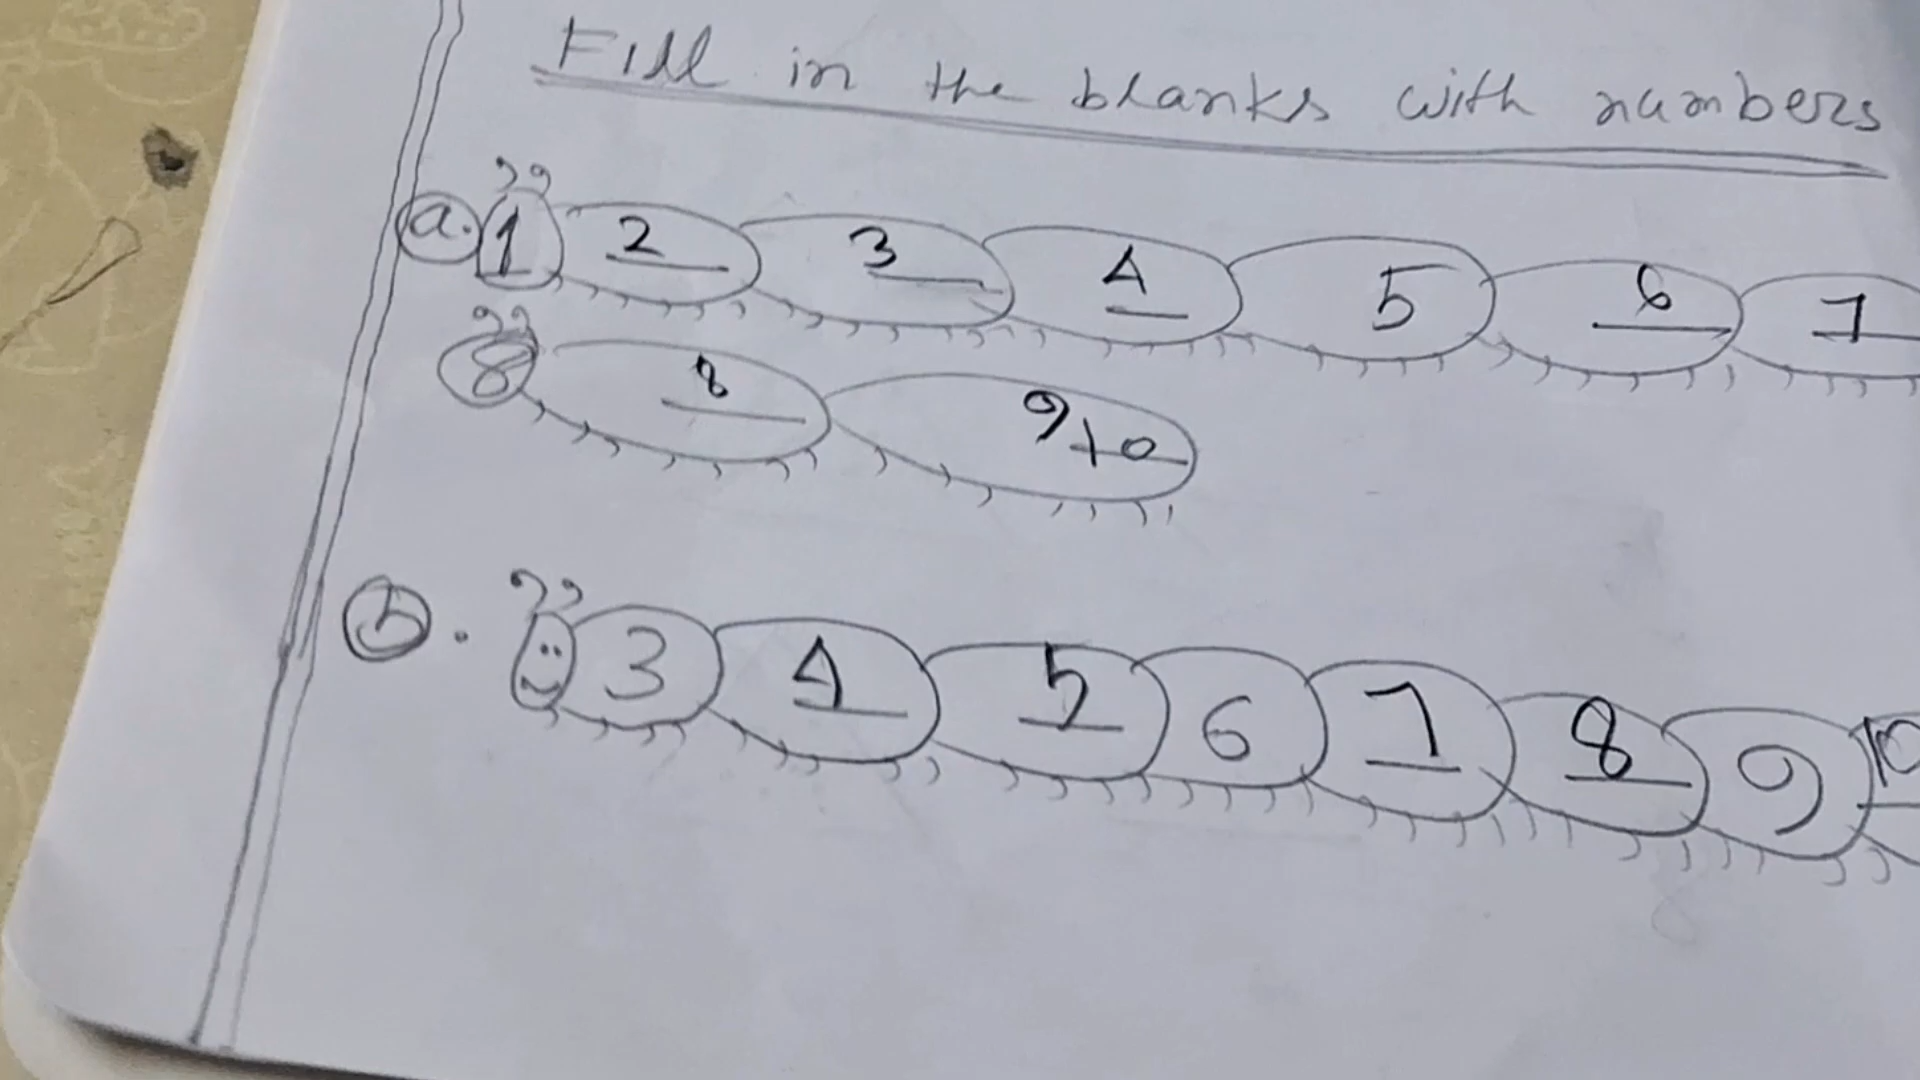 Fill in the blanks with numbers
a. 1 2 3 4 5 6 7
8 8 9 10
b. 3 4 5 6 7 8 9 10